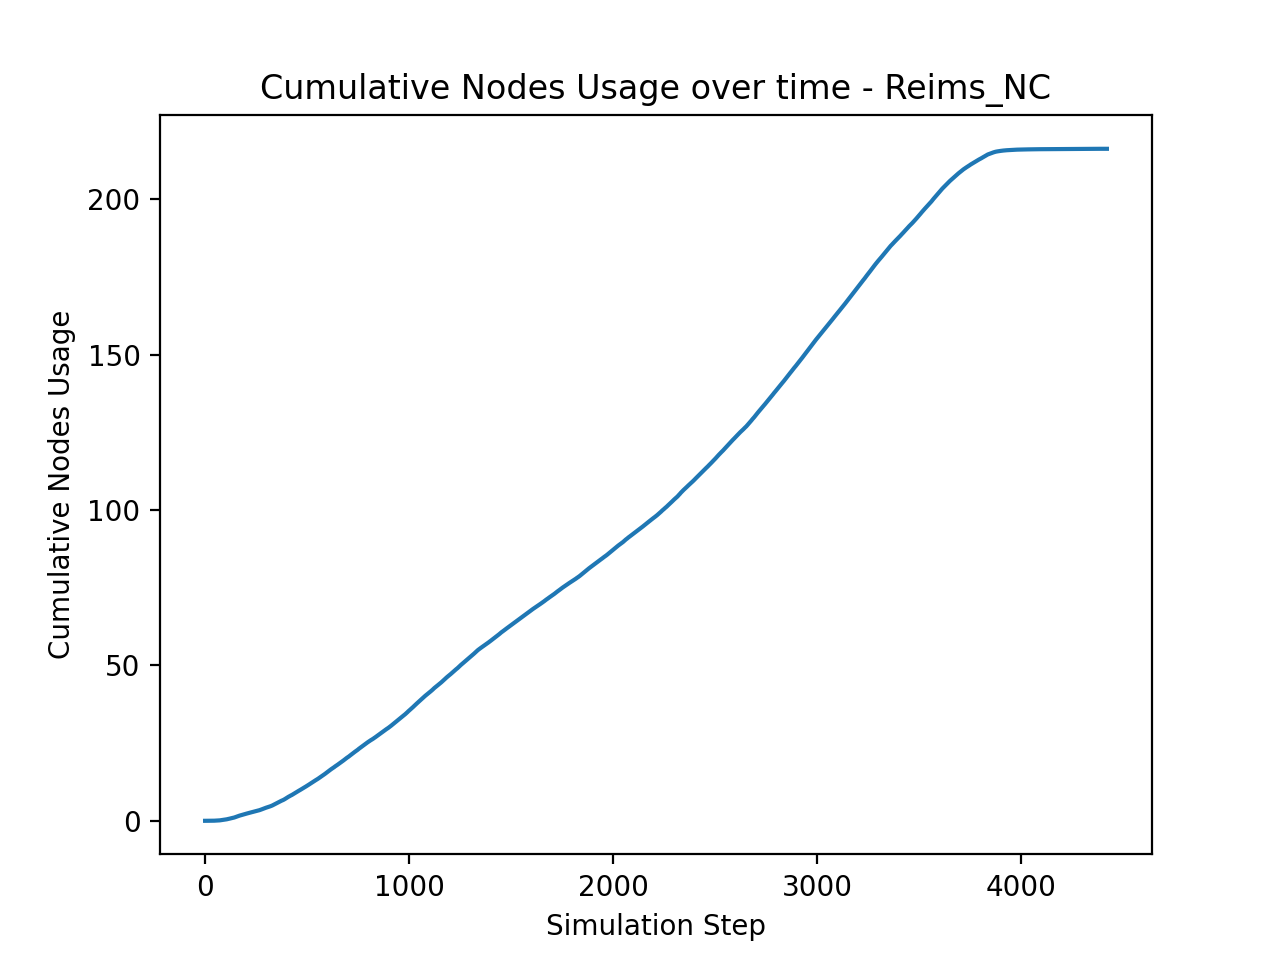 Cumulative Nodes Usage over time - Reims_NC
Cumulative Nodes Usage
200
150
100
50
0
0 1000 2000 3000 4000
Simulation Step